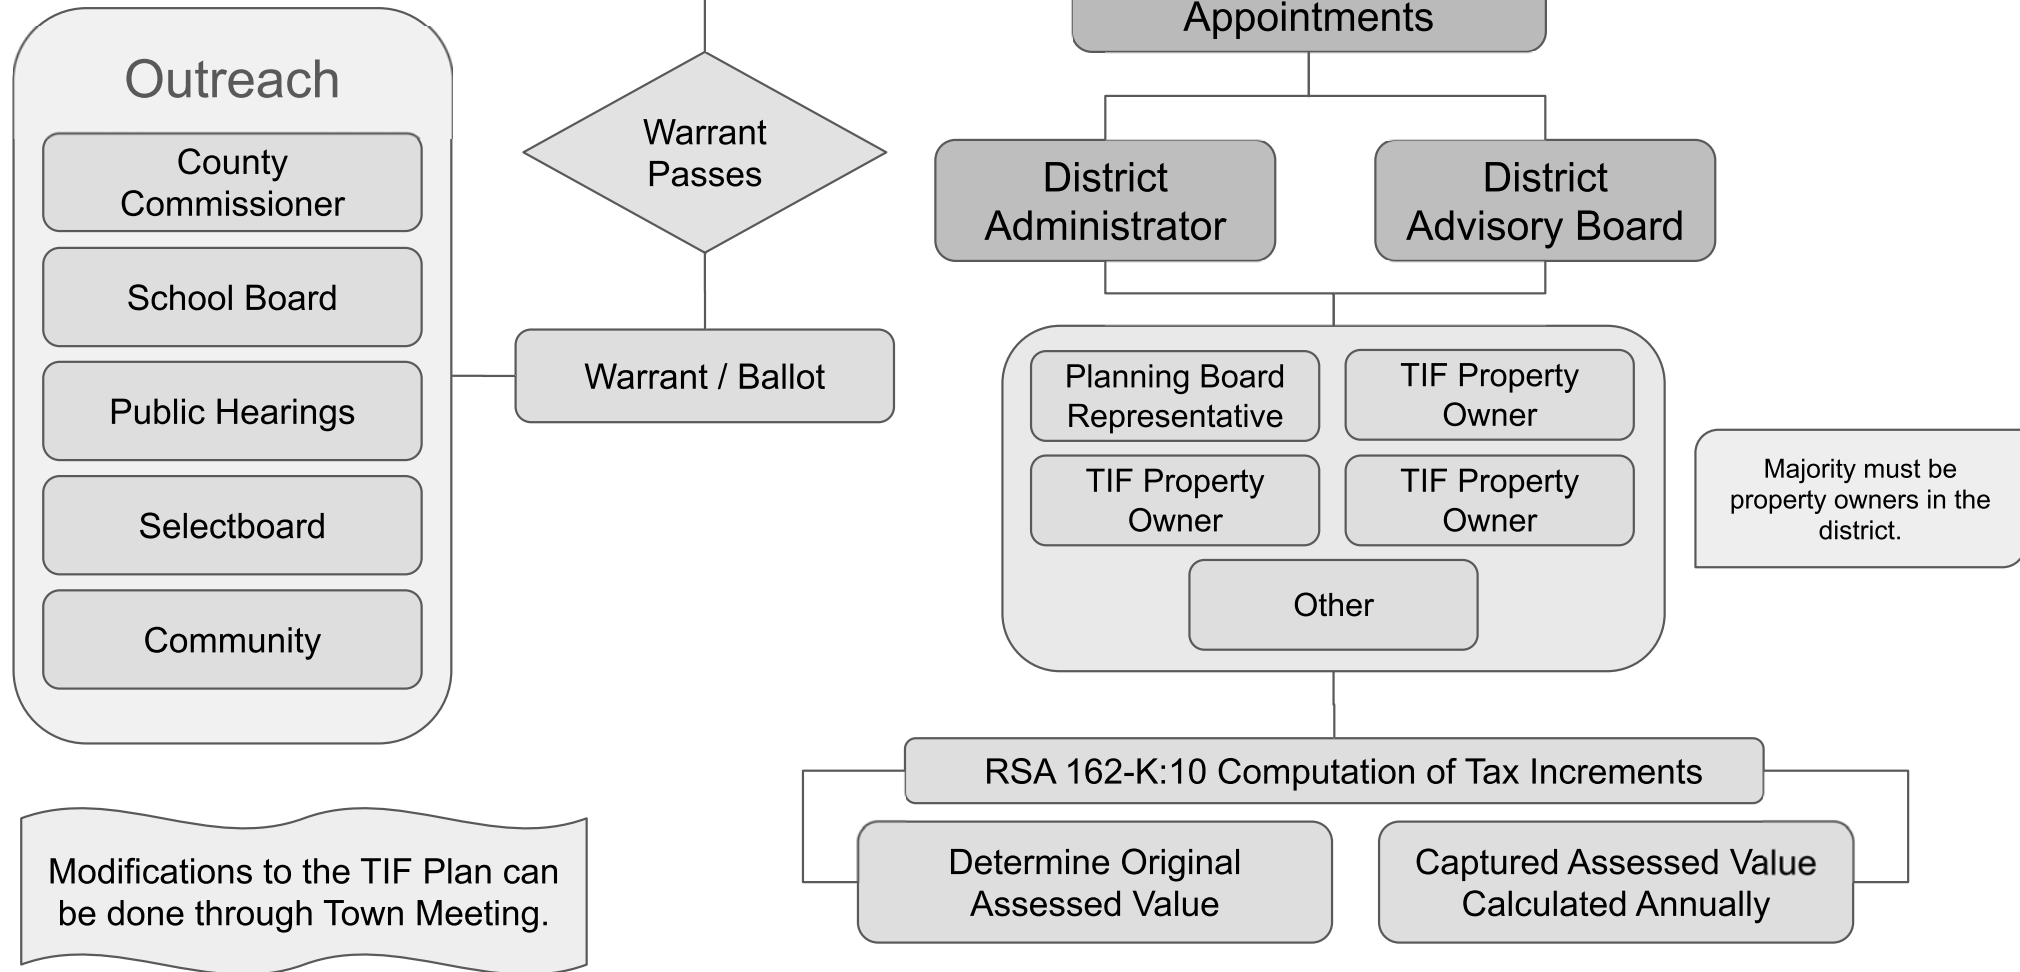 Outreach
County
Commissioner
School Board
Public Hearings
Selectboard
Community
Modifications to the TIF Plan can
be done through Town Meeting.
Warrant
Passes
Warrant / Ballot
Appointments
District
Administrator
District
Advisory Board
Planning Board
Representative
TIF Property
Owner
TIF Property
Owner
TIF Property
Owner
Other
Majority must be
property owners in the
district.
RSA 162-K:10 Computation of Tax Increments
Determine Original
Assessed Value
Captured Assessed Value
Calculated Annually